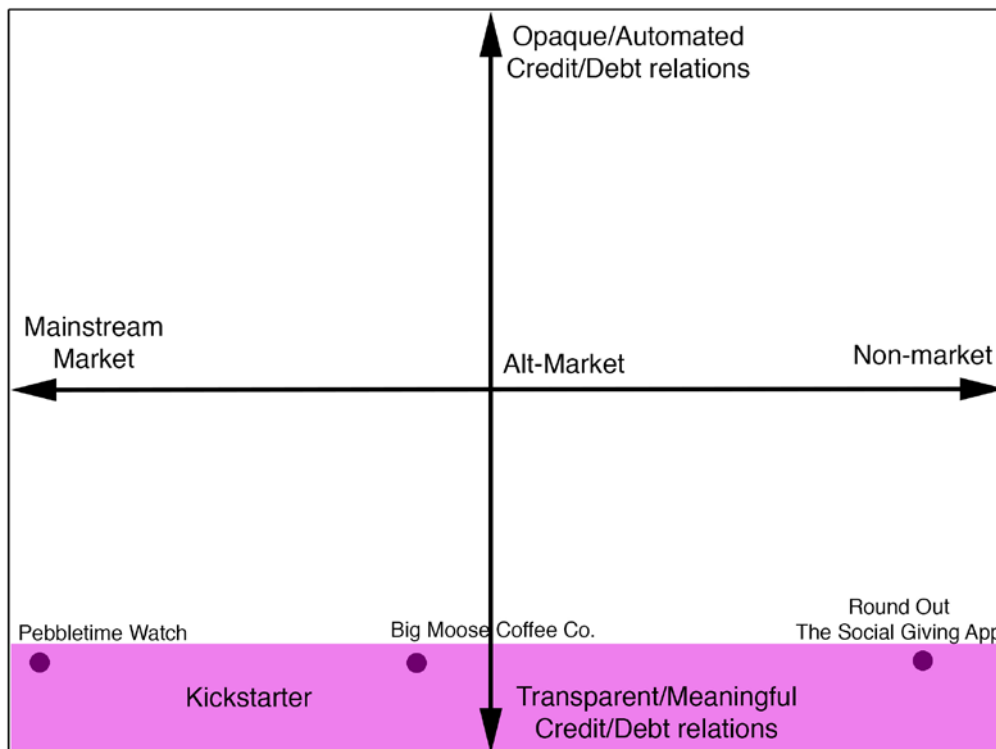 Opaque/Automated
Credit/Debt relations
Mainstream
Market
Alt-Market
Non-market
Pebbletime Watch
Big Moose Coffee Co.
Round Out
The Social Giving App
Kickstarter
Transparent/Meaningful
Credit/Debt relations